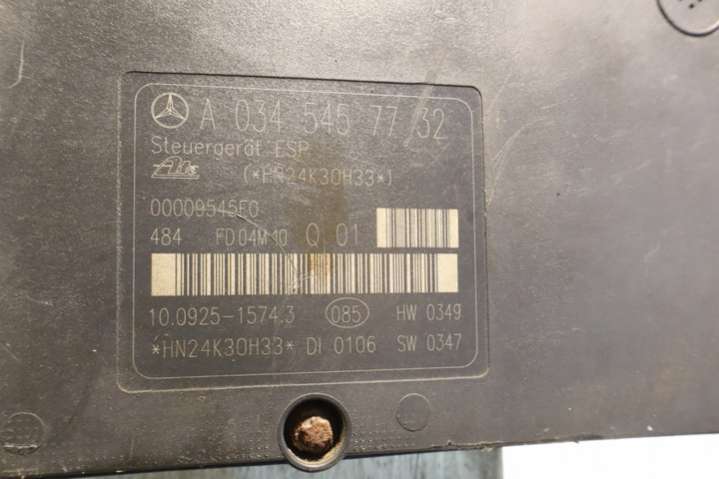 A 034 545 77 32
Steuergerät ESP
Ate (*HN24K30H33*)
00009545E0
484 FD04M10 Q 01
10.0925-1574.3 085 HW 0349
*HN24K30H33* DI 0106 SW 0347